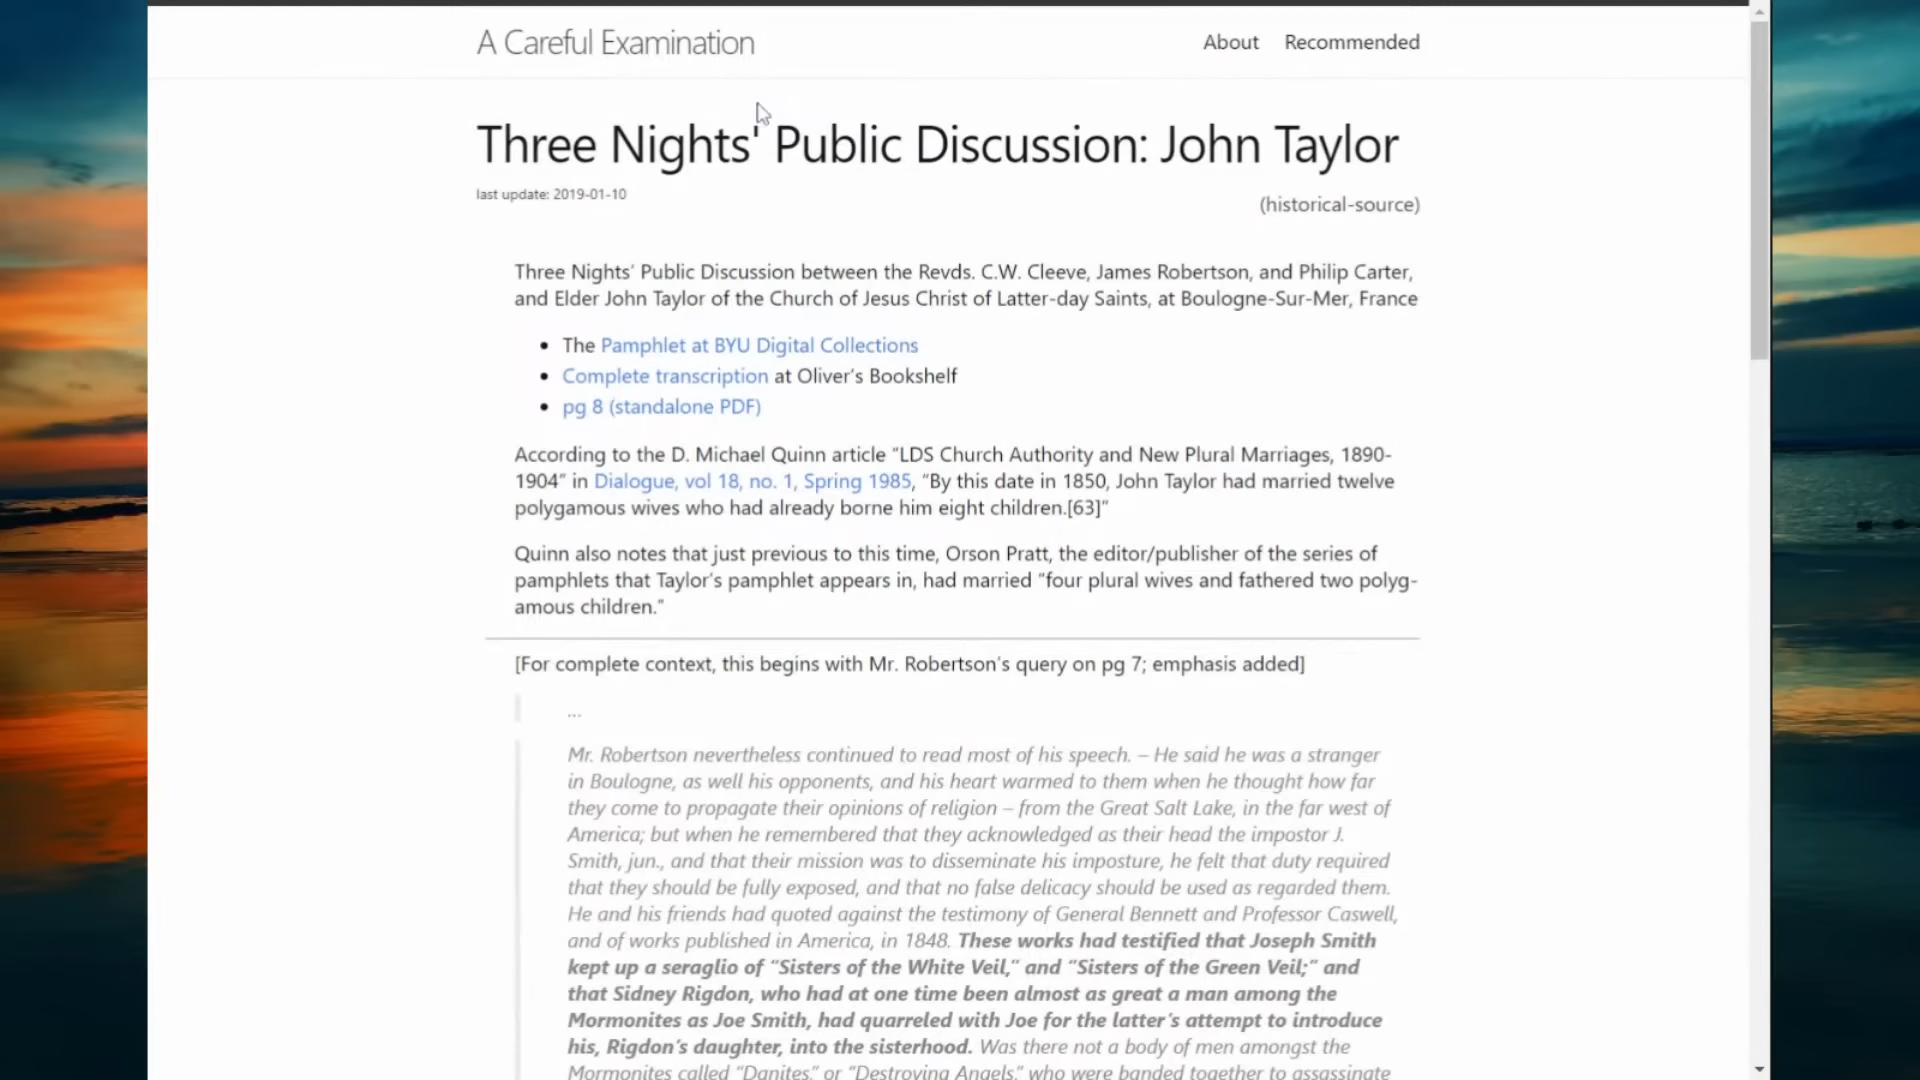 A Careful Examination
About Recommended
Three Nights' Public Discussion: John Taylor
last update: 2019-01-10
(historical-source)
Three Nights’ Public Discussion between the Revds. C.W. Cleeve, James Robertson, and Philip Carter,
and Elder John Taylor of the Church of Jesus Christ of Latter-day Saints, at Boulogne-Sur-Mer, France
• The Pamphlet at BYU Digital Collections
• Complete transcription at Oliver’s Bookshelf
• pg 8 (standalone PDF)
According to the D. Michael Quinn article “LDS Church Authority and New Plural Marriages, 1890-
1904” in Dialogue, vol 18, no. 1, Spring 1985, “By this date in 1850, John Taylor had married twelve
polygamous wives who had already borne him eight children.[63]”
Quinn also notes that just previous to this time, Orson Pratt, the editor/publisher of the series of
pamphlets that Taylor’s pamphlet appears in, had married “four plural wives and fathered two polyg-
amous children.”
[For complete context, this begins with Mr. Robertson’s query on pg 7; emphasis added]
…
Mr. Robertson nevertheless continued to read most of his speech. – He said he was a stranger
in Boulogne, as well his opponents, and his heart warmed to them when he thought how far
they come to propagate their opinions of religion – from the Great Salt Lake, in the far west of
America; but when he remembered that they acknowledged as their head the impostor J.
Smith, jun., and that their mission was to disseminate his imposture, he felt that duty required
that they should be fully exposed, and that no false delicacy should be used as regarded them.
He and his friends had quoted against the testimony of General Bennett and Professor Caswell,
and of works published in America, in 1848. These works had testified that Joseph Smith
kept up a seraglio of “Sisters of the White Veil,” and “Sisters of the Green Veil;” and
that Sidney Rigdon, who had at one time been almost as great a man among the
Mormonites as Joe Smith, had quarreled with Joe for the latter’s attempt to introduce
his, Rigdon’s daughter, into the sisterhood. Was there not a body of men amongst the
Mormonites called “Danites,” or “Destroying Angels,” who were banded together to assassinate